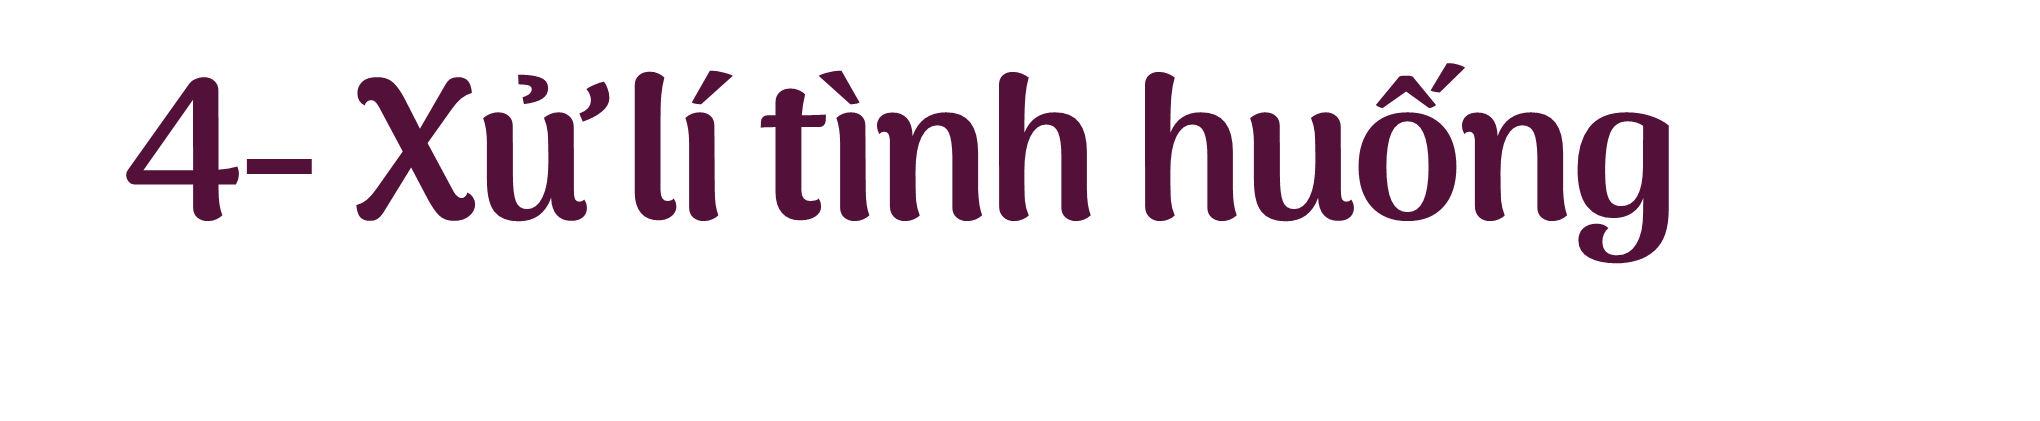 4- Xử lí tình huống